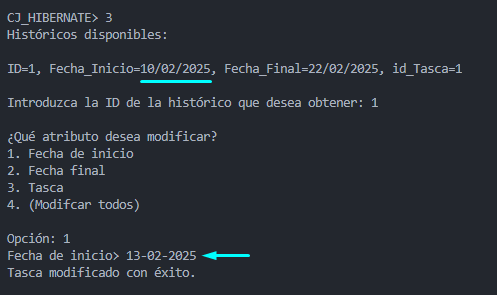 CJ_HIBERNATE> 3
Históricos disponibles:
ID=1, Fecha_Inicio=10/02/2025, Fecha_Final=22/02/2025, id_Tasca=1
Introduzca la ID de la histórico que desea obtener: 1
¿Qué atributo desea modificar?
1. Fecha de inicio
2. Fecha final
3. Tasca
4. (Modifcar todos)
Opción: 1
Fecha de inicio> 13-02-2025
Tasca modificado con éxito.